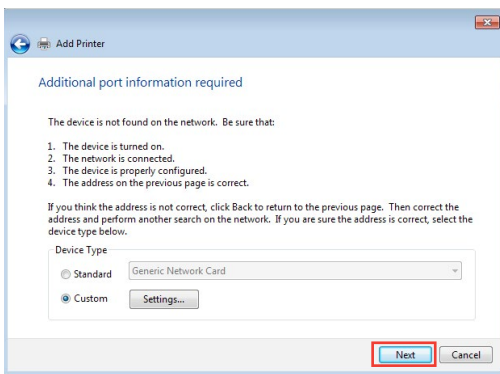 Add Printer
Additional port information required
The device is not found on the network. Be sure that:
1. The device is turned on.
2. The network is connected.
3. The device is properly configured.
4. The address on the previous page is correct.
If you think the address is not correct, click Back to return to the previous page. Then correct the
address and perform another search on the network. If you are sure the address is correct, select the
device type below.
Device Type
Standard
Generic Network Card
Custom
Settings...
Next
Cancel